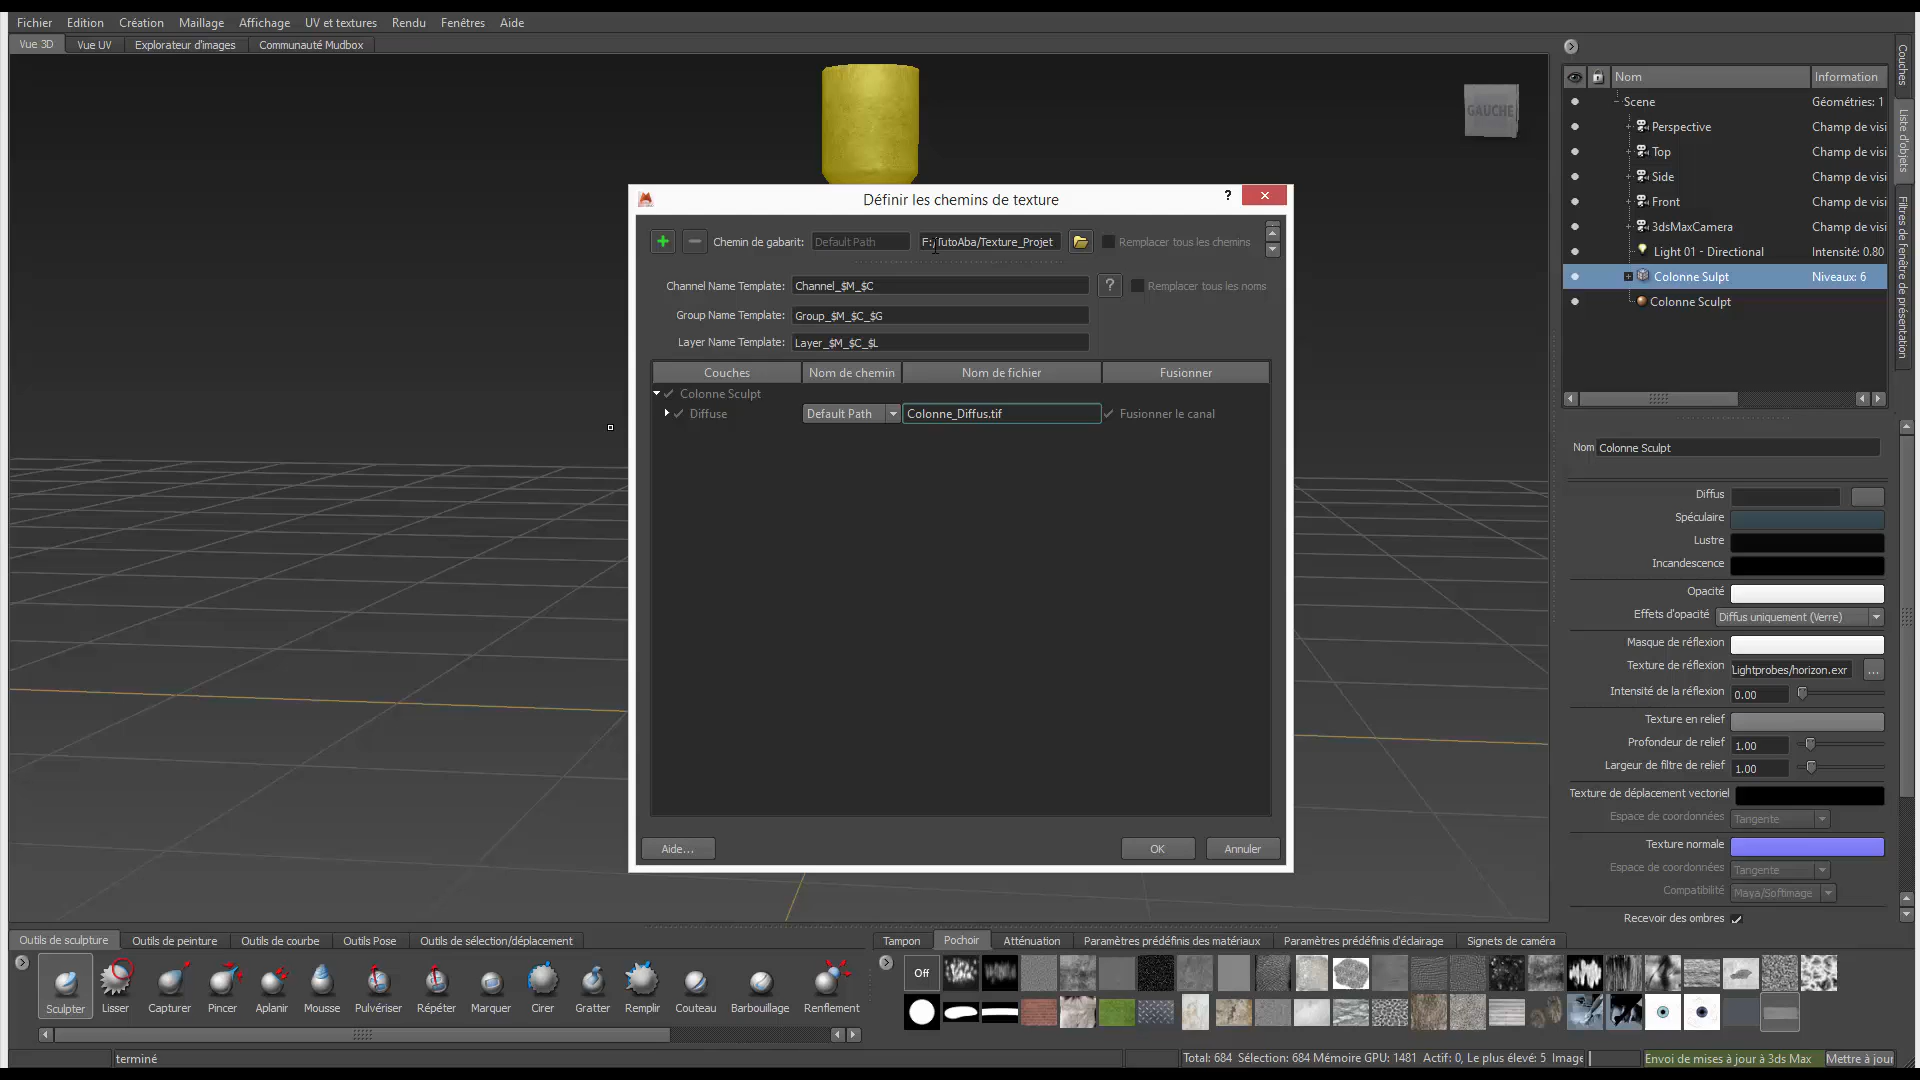 Fichier Edition Création Maillage Affichage UV et textures Rendu Fenêtres Aide
Vue 3D Vue UV Explorateur d'images Communauté Mudbox
GAUCHE
Définir les chemins de texture
?
Chemin de gabarit: Default Path F:/TutoAba/Texture_Projet Remplacer tous les chemins
Channel Name Template: Channel_$M_$C ? Remplacer tous les noms
Group Name Template: Group_$M_$C_$G
Layer Name Template: Layer_$M_$C_$L
Couches Nom de chemin Nom de fichier Fusionner
Colonne Sculpt
Diffuse Default Path Colonne_Diffus.tif Fusionner le canal
Aide... OK Annuler
Nom Information
Scene Géométries: 1
Perspective Champ de visi
Top Champ de visi
Side Champ de visi
Front Champ de visi
3dsMaxCamera Champ de visi
Light 01 - Directional Intensité: 0.80
Colonne Sulpt Niveaux: 6
Colonne Sculpt
Couches
Liste d'objets
Filtres de fenêtre de présentation
Nom Colonne Sculpt
Diffus
Spéculaire
Lustre
Incandescence
Opacité
Effets d'opacité Diffus uniquement (Verre)
Masque de réflexion
Texture de réflexion Lightprobes/horizon.exr ...
Intensité de la réflexion 0.00
Texture en relief
Profondeur de relief 1.00
Largeur de filtre de relief 1.00
Texture de déplacement vectoriel
Espace de coordonnées Tangente
Texture normale
Espace de coordonnées Tangente
Compatibilité Maya/Softimage
Recevoir des ombres
Outils de sculpture Outils de peinture Outils de courbe Outils Pose Outils de sélection/déplacement
Sculpter Lisser Capturer Pincer Aplanir Mousse Pulvériser Répéter Marquer Cirer Gratter Remplir Couteau Barbouillage Renflement
Tampon Pochoir Atténuation Paramètres prédéfinis des matériaux Paramètres prédéfinis d'éclairage Signets de caméra
Off
terminé
Total: 684 Sélection: 684 Mémoire GPU: 1481 Actif: 0, Le plus élevé: 5 Image
Envoi de mises à jour à 3ds Max Mettre à jour